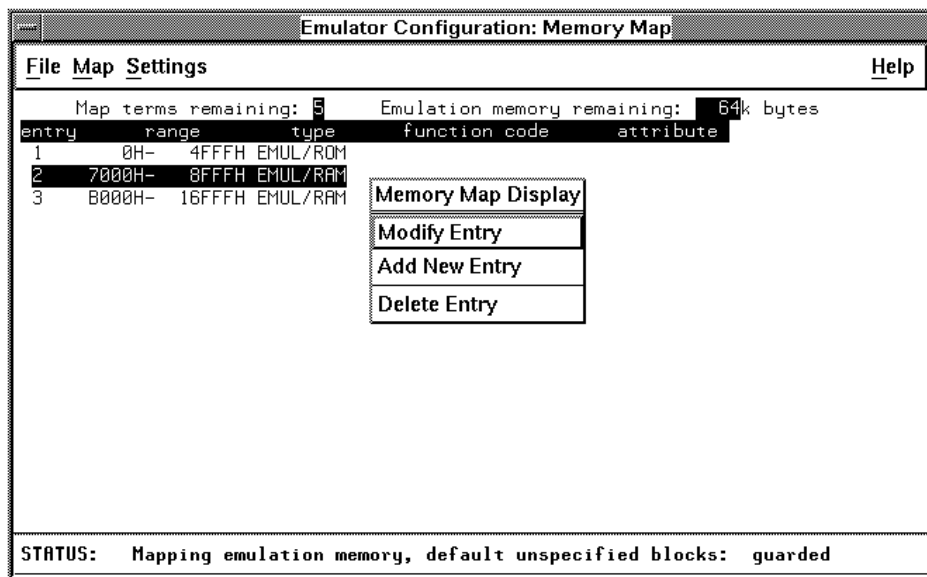 Emulator Configuration: Memory Map
File Map Settings Help
Map terms remaining: 5 Emulation memory remaining: 64k bytes
entry range type function code attribute
1 0H- 4FFFH EMUL/ROM
2 7000H- 8FFFH EMUL/RAM
3 B000H- 16FFFH EMUL/RAM
Memory Map Display
Modify Entry
Add New Entry
Delete Entry
STATUS: Mapping emulation memory, default unspecified blocks: guarded